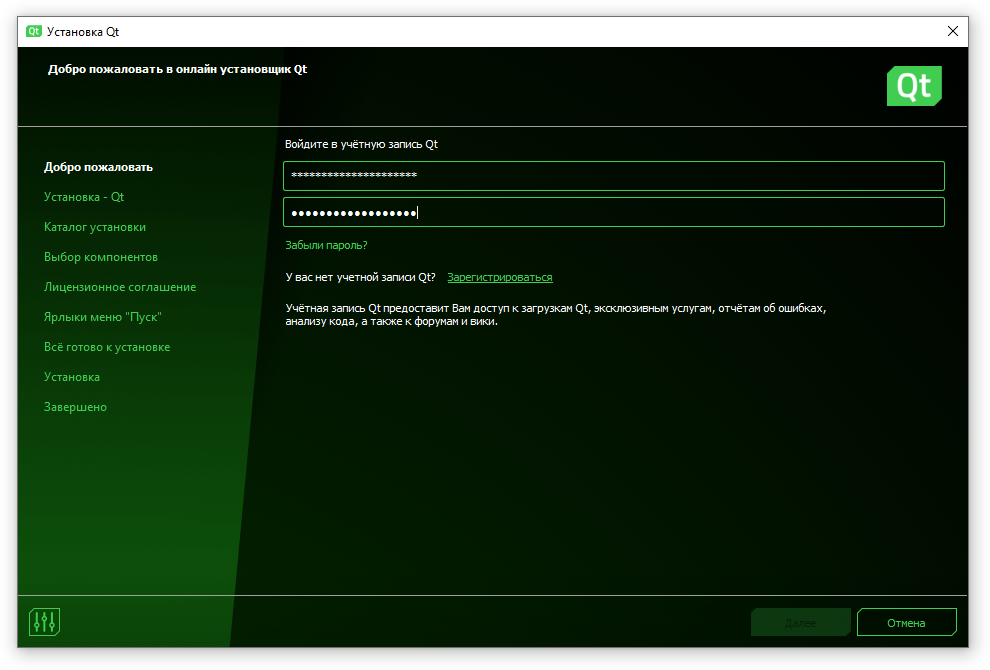 Qt Установка Qt
Добро пожаловать в онлайн установщик Qt
Qt
Войдите в учётную запись Qt
*********************
●●●●●●●●●●●●●●●●●●
Забыли пароль?
У вас нет учетной записи Qt? Зарегистрироваться
Учётная запись Qt предоставит Вам доступ к загрузкам Qt, эксклюзивным услугам, отчётам об ошибках,
анализу кода, а также к форумам и вики.
Добро пожаловать
Установка - Qt
Каталог установки
Выбор компонентов
Лицензионное соглашение
Ярлыки меню "Пуск"
Всё готово к установке
Установка
Завершено
Далее
Отмена